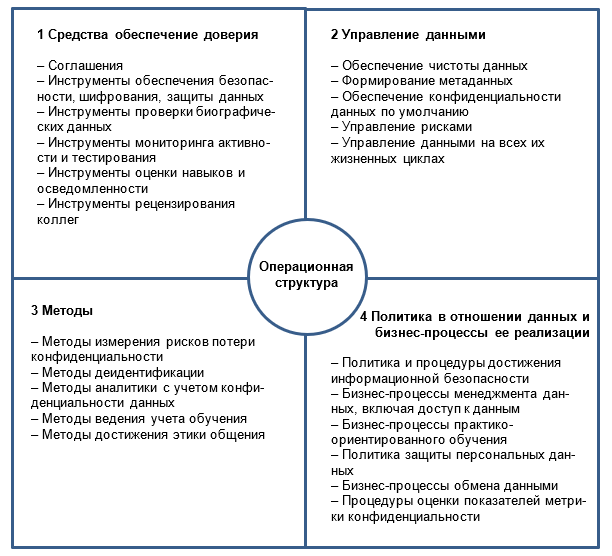 1 Средства обеспечение доверия
– Соглашения
– Инструменты обеспечения безопас-
ности, шифрования, защиты данных
– Инструменты проверки биографиче-
ских данных
– Инструменты мониторинга активно-
сти и тестирования
– Инструменты оценки навыков и
осведомленности
– Инструменты рецензирования
коллег
2 Управление данными
– Обеспечение чистоты данных
– Формирование метаданных
– Обеспечение конфиденциальности
данных по умолчанию
– Управление рисками
– Управление данными на всех их
жизненных циклах
Операционная
структура
3 Методы
– Методы измерения рисков потери
конфиденциальности
– Методы деидентификации
– Методы аналитики с учетом конфи-
денциальности данных
– Методы ведения учета обучения
– Методы достижения этики общения
4 Политика в отношении данных и
бизнес-процессы ее реализации
– Политика и процедуры достижения
информационной безопасности
– Бизнес-процессы менеджмента дан-
ных, включая доступ к данным
– Бизнес-процессы практико-
ориентированного обучения
– Политика защиты персональных дан-
ных
– Бизнес-процессы обмена данными
– Процедуры оценки показателей метри-
ки конфиденциальности